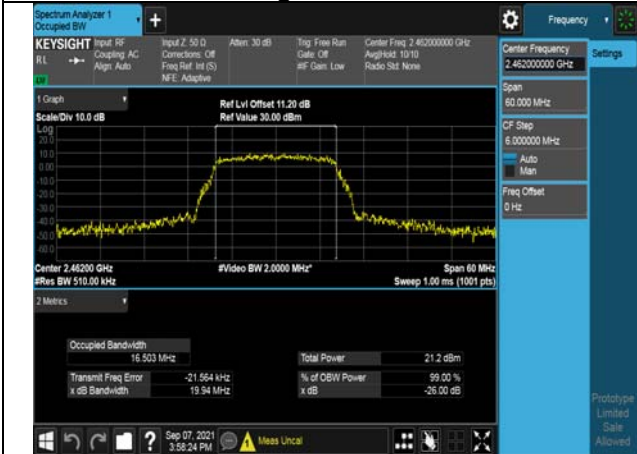 Spectrum Analyzer 1
Occupied BW
+
Frequency
KEYSIGHT
RL
Input: RF
Coupling: AC
Align: Auto
Input Z: 50 Ω
Corrections: Off
Freq Ref: Int (S)
NFE: Adaptive
Atten: 30 dB
Trig: Free Run
Gate: Off
#IF Gain: Low
Center Freq: 2.462000000 GHz
Avg|Hold: 10/10
Radio Std: None
Center Frequency
2.462000000 GHz
Settings
Span
60.000 MHz
CF Step
6.000000 MHz
Auto
Man
Freq Offset
0 Hz
1 Graph
Scale/Div 10.0 dB
Ref Lvl Offset 11.20 dB
Ref Value 30.00 dBm
Log
20.0
10.0
0.00
-10.0
-20.0
-30.0
-40.0
-50.0
-60.0
Center 2.46200 GHz
#Res BW 510.00 kHz
#Video BW 2.0000 MHz*
Span 60 MHz
Sweep 1.00 ms (1001 pts)
2 Metrics
Occupied Bandwidth
16.503 MHz
Total Power 21.2 dBm
Transmit Freq Error -21.564 kHz
% of OBW Power 99.00 %
x dB Bandwidth 19.94 MHz
x dB -26.00 dB
Prototype
Limited
Sale
Allowed
?
Sep 07, 2021
3:58:24 PM
Meas Uncal